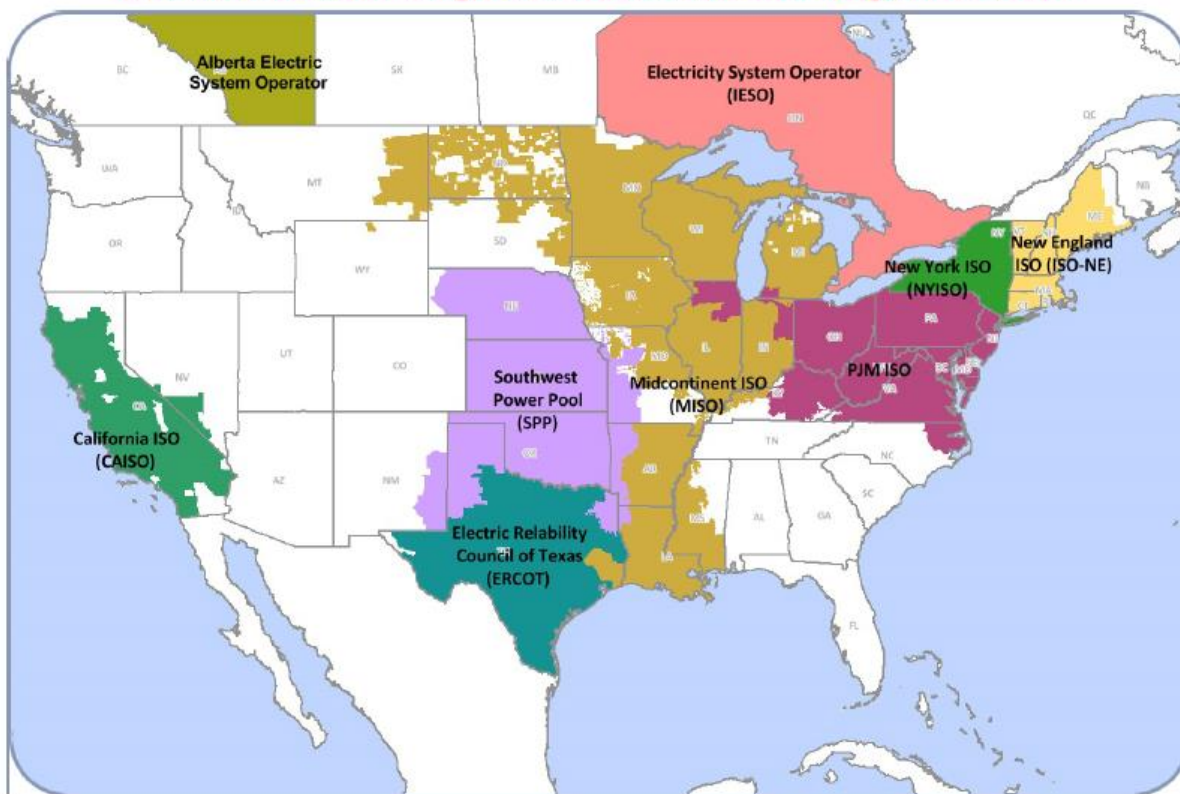 NU
Alberta Electric
System Operator
BC
SK
MB
Electricity System Operator
(IESO)
ON
QC
WA
MT
MN
NB
ME
OR
SD
WI
MI
NY
New England
ISO (ISO-NE)
New York ISO
(NYISO)
MA
WY
IA
NE
PA
NJ
NV
UT
CO
IL
IN
OH
MO
Southwest
Power Pool
(SPP)
Midcontinent ISO
(MISO)
PJM ISO
VA
CA
California ISO
(CAISO)
AZ
NM
OK
AR
TN
NC
SC
MS
AL
GA
Electric Relability
Council of Texas
(ERCOT)
LA
FL